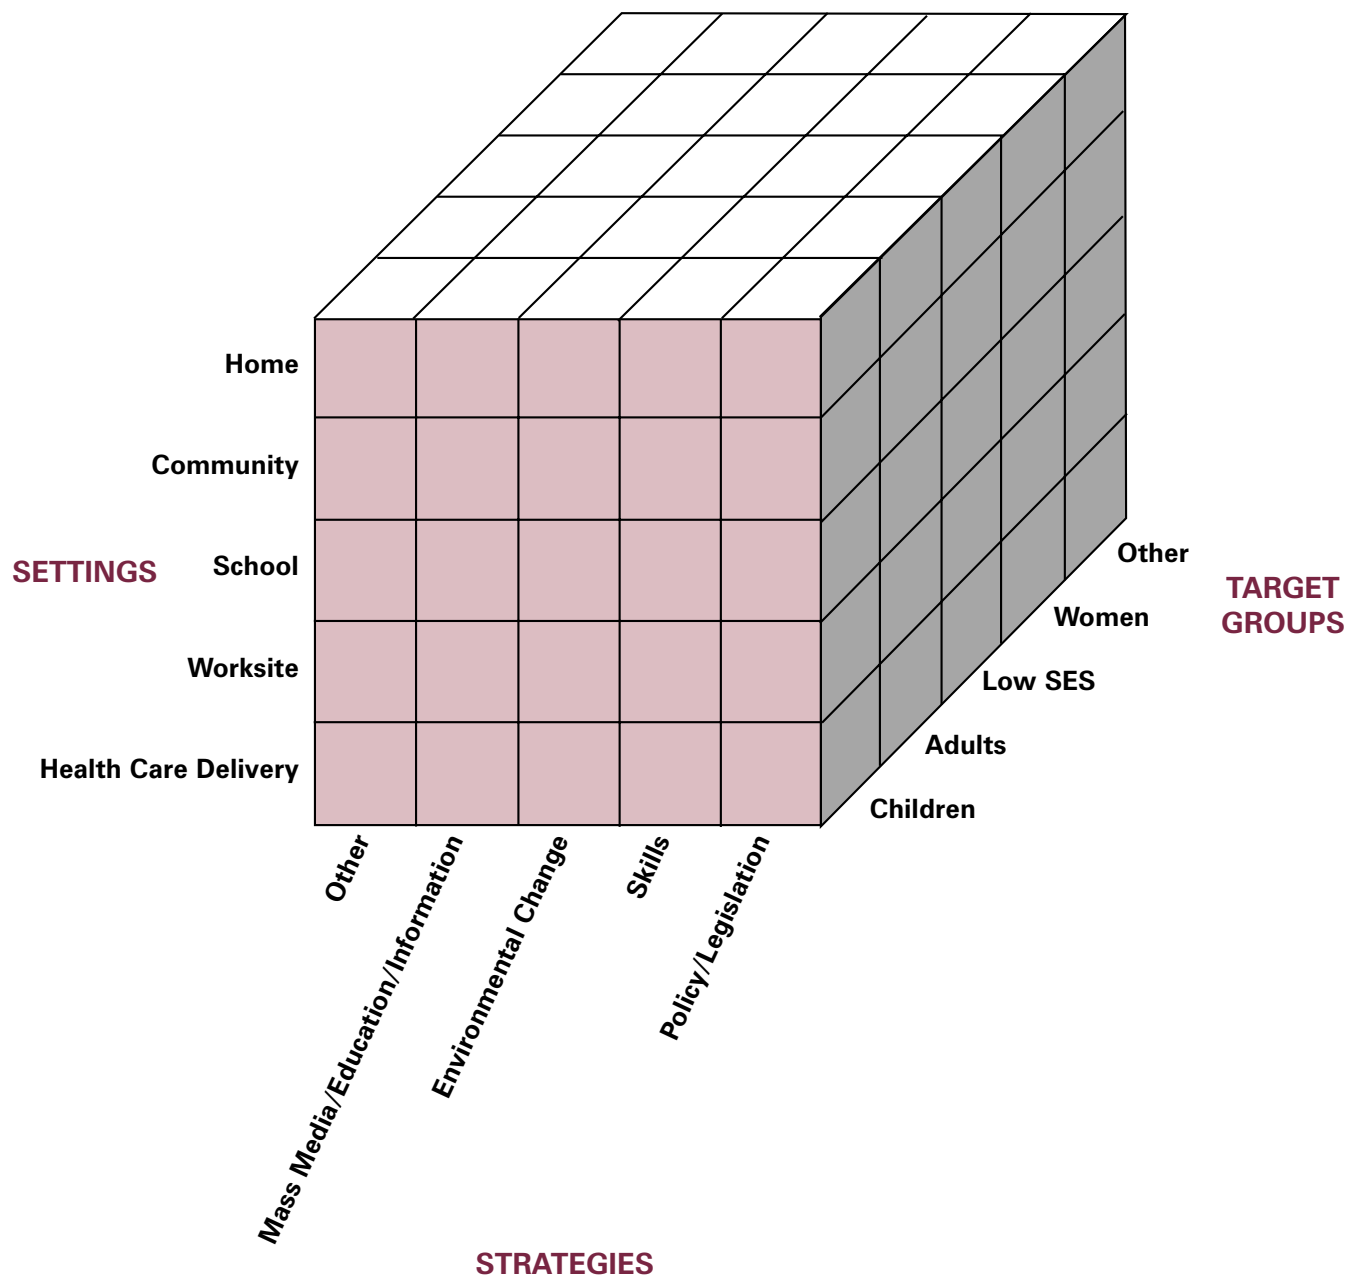 Home
Community
SETTINGS
School
Worksite
Health Care Delivery
Other
Women
Low SES
Adults
Children
TARGET
GROUPS
Other
Mass Media/Education/Information
Environmental Change
Skills
Policy/Legislation
STRATEGIES